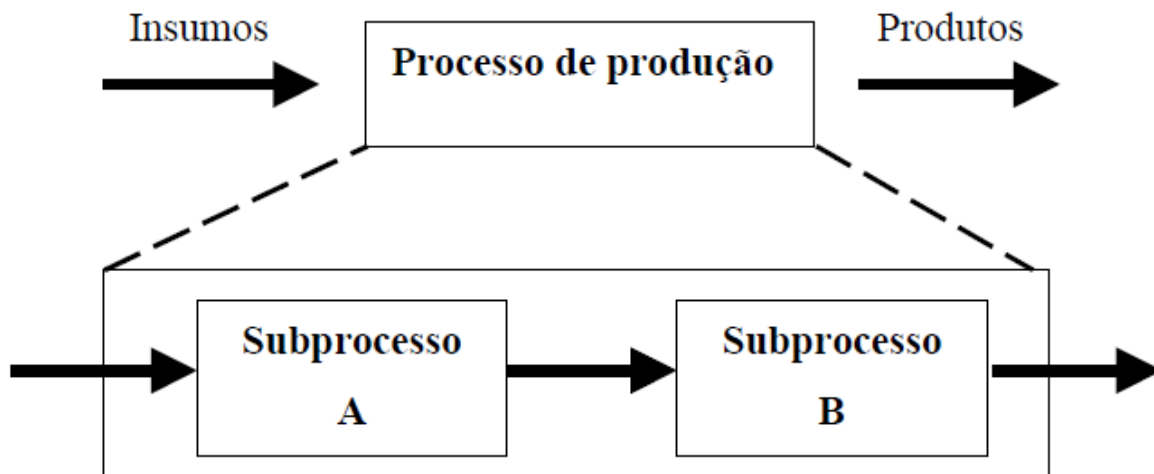 Insumos
Processo de produção
Produtos
Subprocesso
A
Subprocesso
B